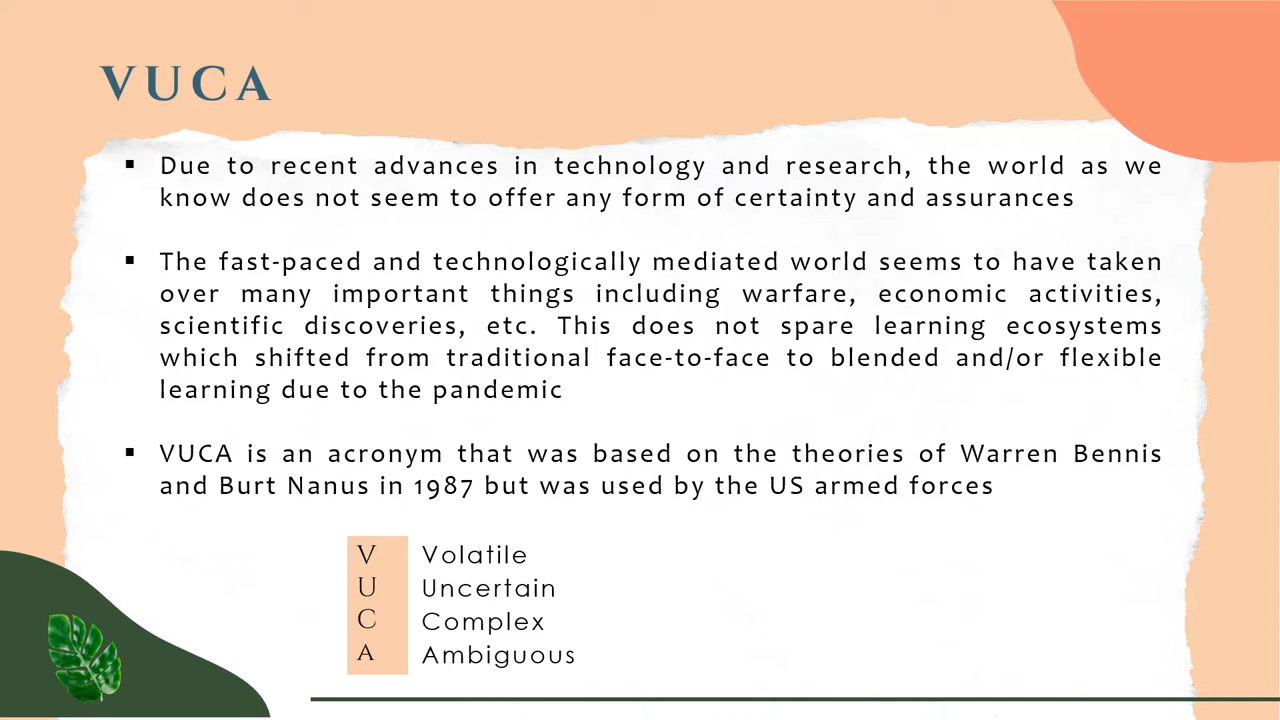 VUCA
▪ Due to recent advances in technology and research, the world as we
know does not seem to offer any form of certainty and assurances
▪ The fast-paced and technologically mediated world seems to have taken
over many important things including warfare, economic activities,
scientific discoveries, etc. This does not spare learning ecosystems
which shifted from traditional face-to-face to blended and/or flexible
learning due to the pandemic
▪ VUCA is an acronym that was based on the theories of Warren Bennis
and Burt Nanus in 1987 but was used by the US armed forces
V Volatile
U Uncertain
C Complex
A Ambiguous